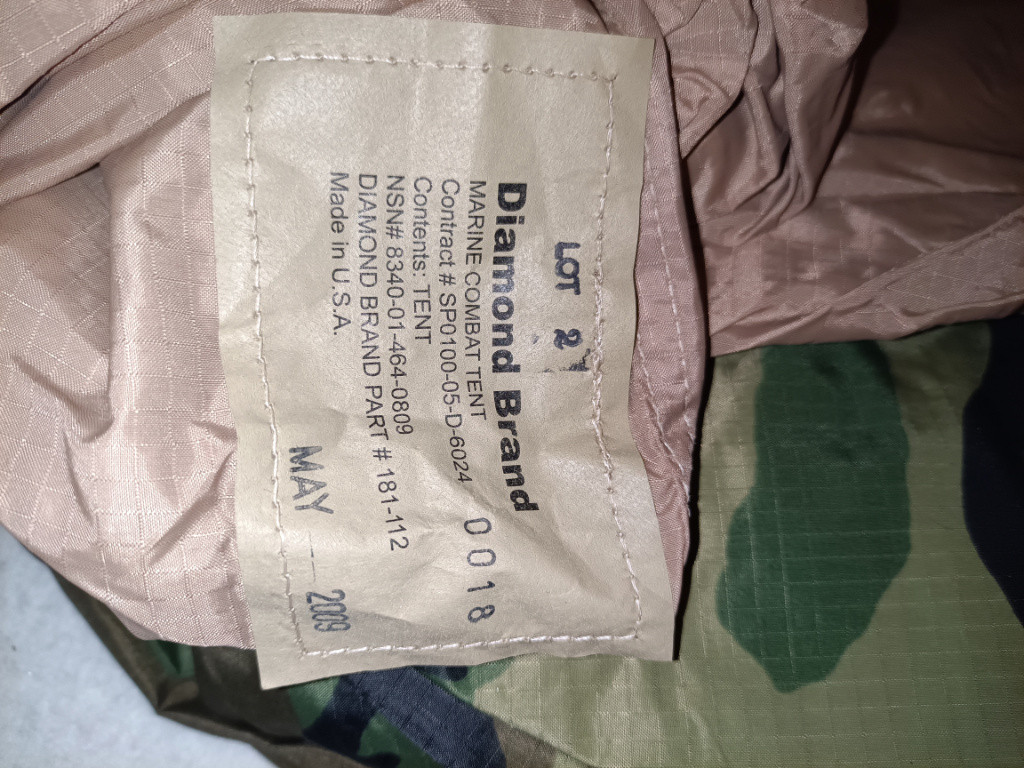 LOT 2
Diamond Brand
MARINE COMBAT TENT
Contract # SP0100-05-D-6024 0018
Contents: TENT
NSN# 8340-01-464-0809
DIAMOND BRAND PART # 181-112
Made in U.S.A.
MAY 2009